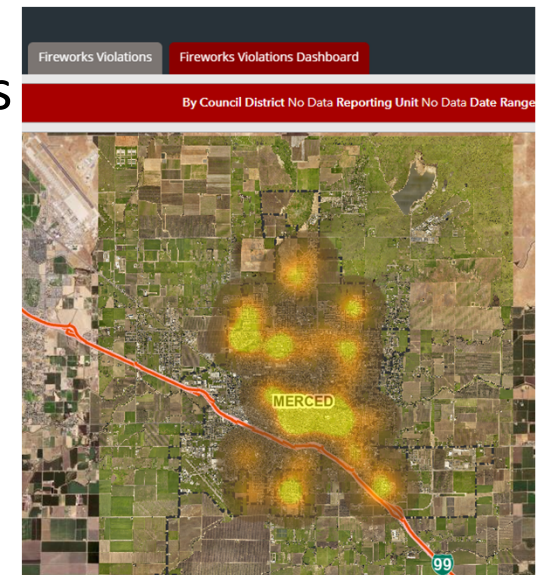 Fireworks Violations
Fireworks Violations Dashboard
s
By Council District No Data Reporting Unit No Data Date Range
MERCED
99